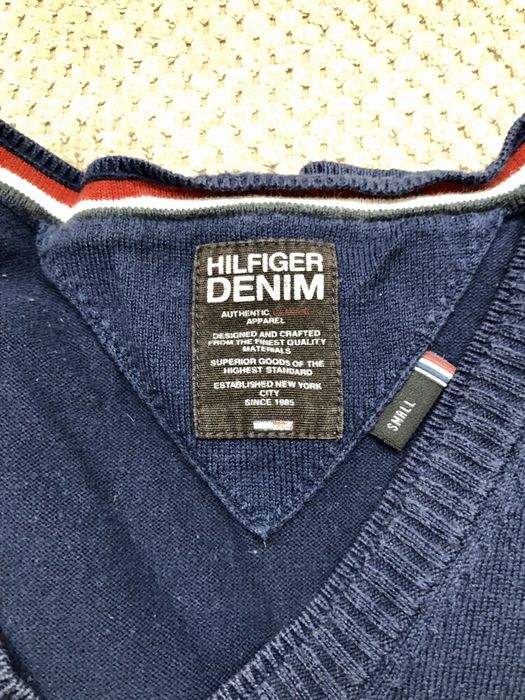 HILFIGER
DENIM
AUTHENTIC
APPAREL
DESIGNED AND CRAFTED
FROM THE FINEST QUALITY
MATERIALS
SUPERIOR GOODS OF THE
HIGHEST STANDARD
ESTABLISHED NEW YORK
CITY
SINCE 1985
SMALL